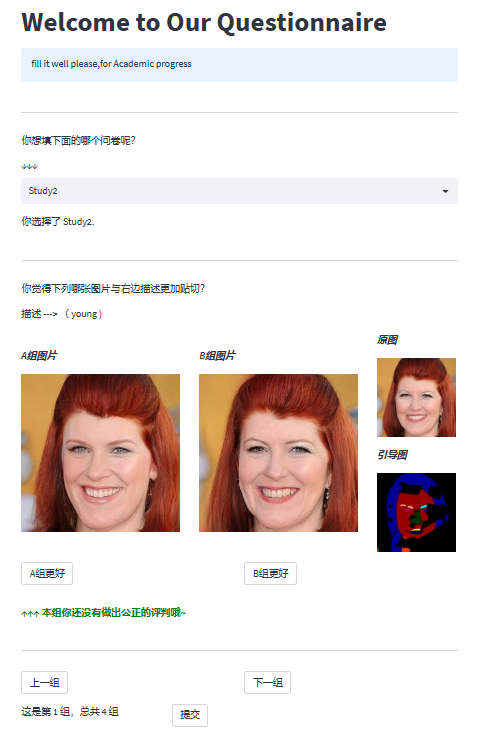 Welcome to Our Questionnaire
fill it well please,for Academic progress
你想填下面的哪个问卷呢?
↓↓↓
Study2
你选择了 Study2.
你觉得下列哪张图片与右边描述更加贴切?
描述 ---> （ young )
原图
A组图片
B组图片
引导图
A组更好
B组更好
↑↑↑ 本组你还没有做出公正的评判哦~
上一组
下一组
这是第 1 组，总共 4 组
提交